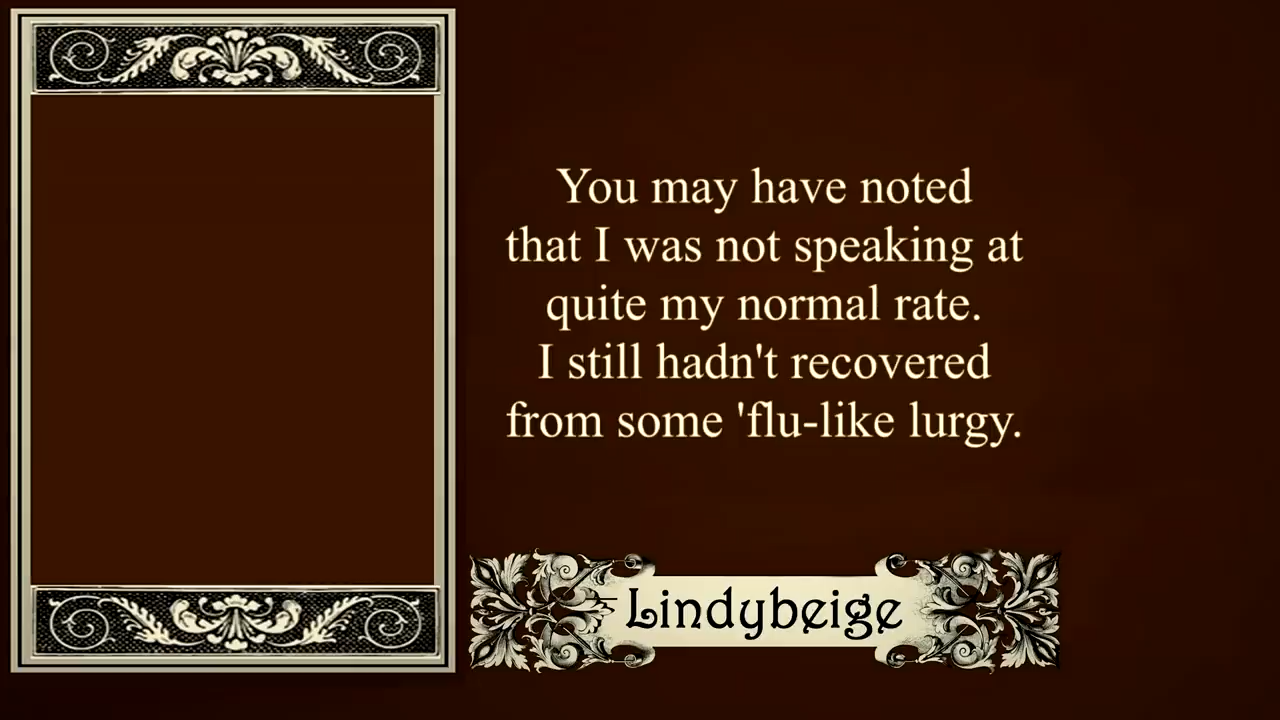 You may have noted
that I was not speaking at
quite my normal rate.
I still hadn't recovered
from some 'flu-like lurgy.
Lindybeige